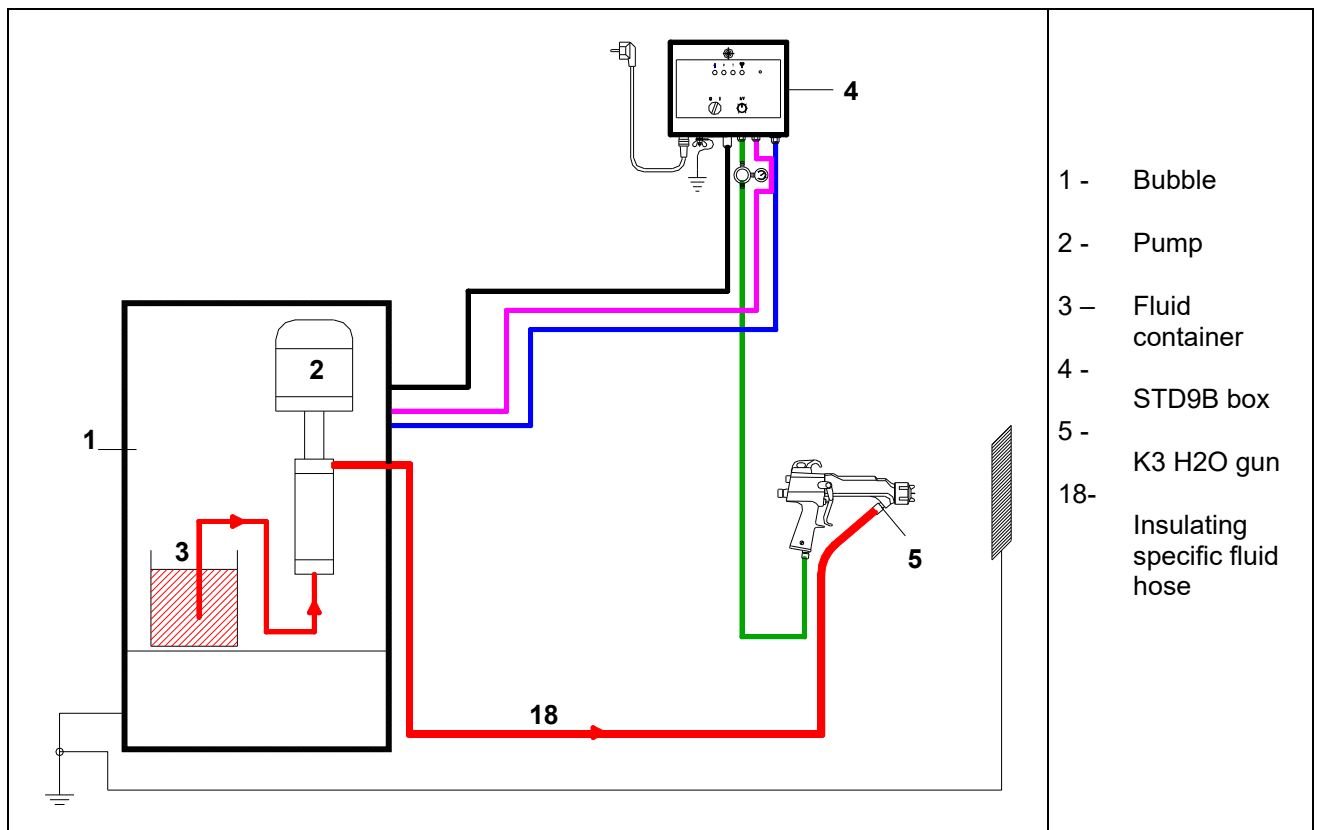 4
2
1
3
5
18
1 - Bubble
2 - Pump
3 – Fluid
container
4 -
STD9B box
5 -
K3 H2O gun
18-
Insulating
specific fluid
hose